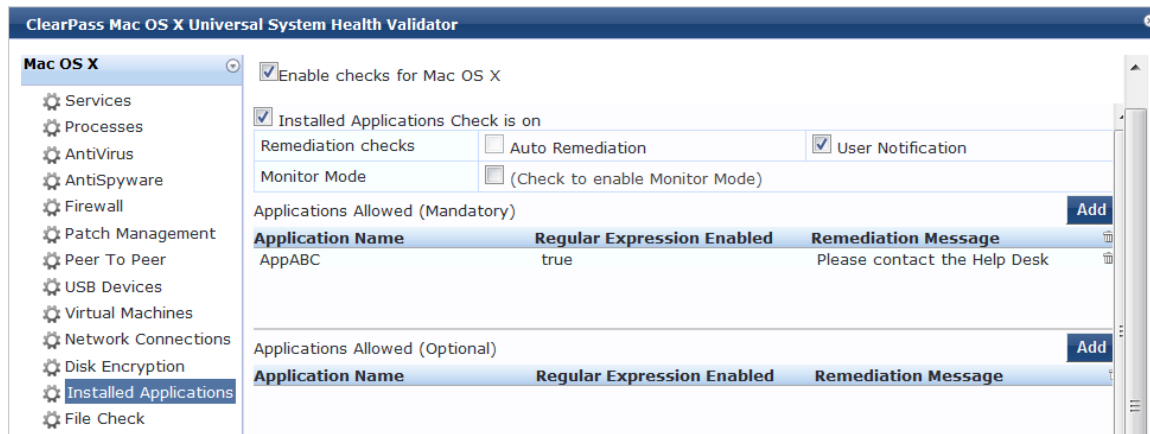 ClearPass Mac OS X Universal System Health Validator
Mac OS X
Services
Processes
AntiVirus
AntiSpyware
Firewall
Patch Management
Peer To Peer
USB Devices
Virtual Machines
Network Connections
Disk Encryption
Installed Applications
File Check
Enable checks for Mac OS X
Installed Applications Check is on
Remediation checks Auto Remediation User Notification
Monitor Mode (Check to enable Monitor Mode)
Applications Allowed (Mandatory) Add
Application Name Regular Expression Enabled Remediation Message
AppABC true Please contact the Help Desk
Applications Allowed (Optional) Add
Application Name Regular Expression Enabled Remediation Message